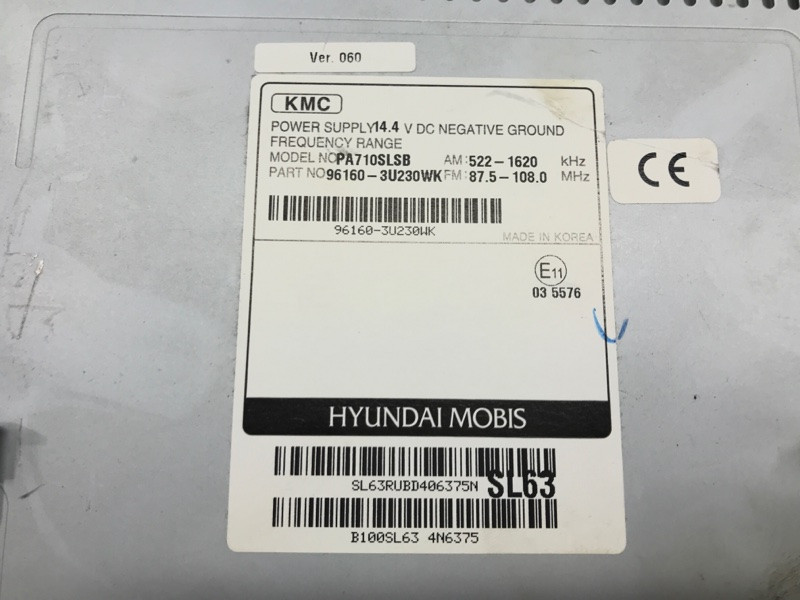 Ver. 060
KMC
POWER SUPPLY 14.4 V DC NEGATIVE GROUND
FREQUENCY RANGE
MODEL NO PA710SLSB AM: 522-1620 kHz
PART NO 96160-3U230WK FM: 87.5-108.0 MHz
CE
96160-3U230WK
MADE IN KOREA
E11
03 5576
HYUNDAI MOBIS
SL63RUBD406375N SL63
B100SL63 4N6375